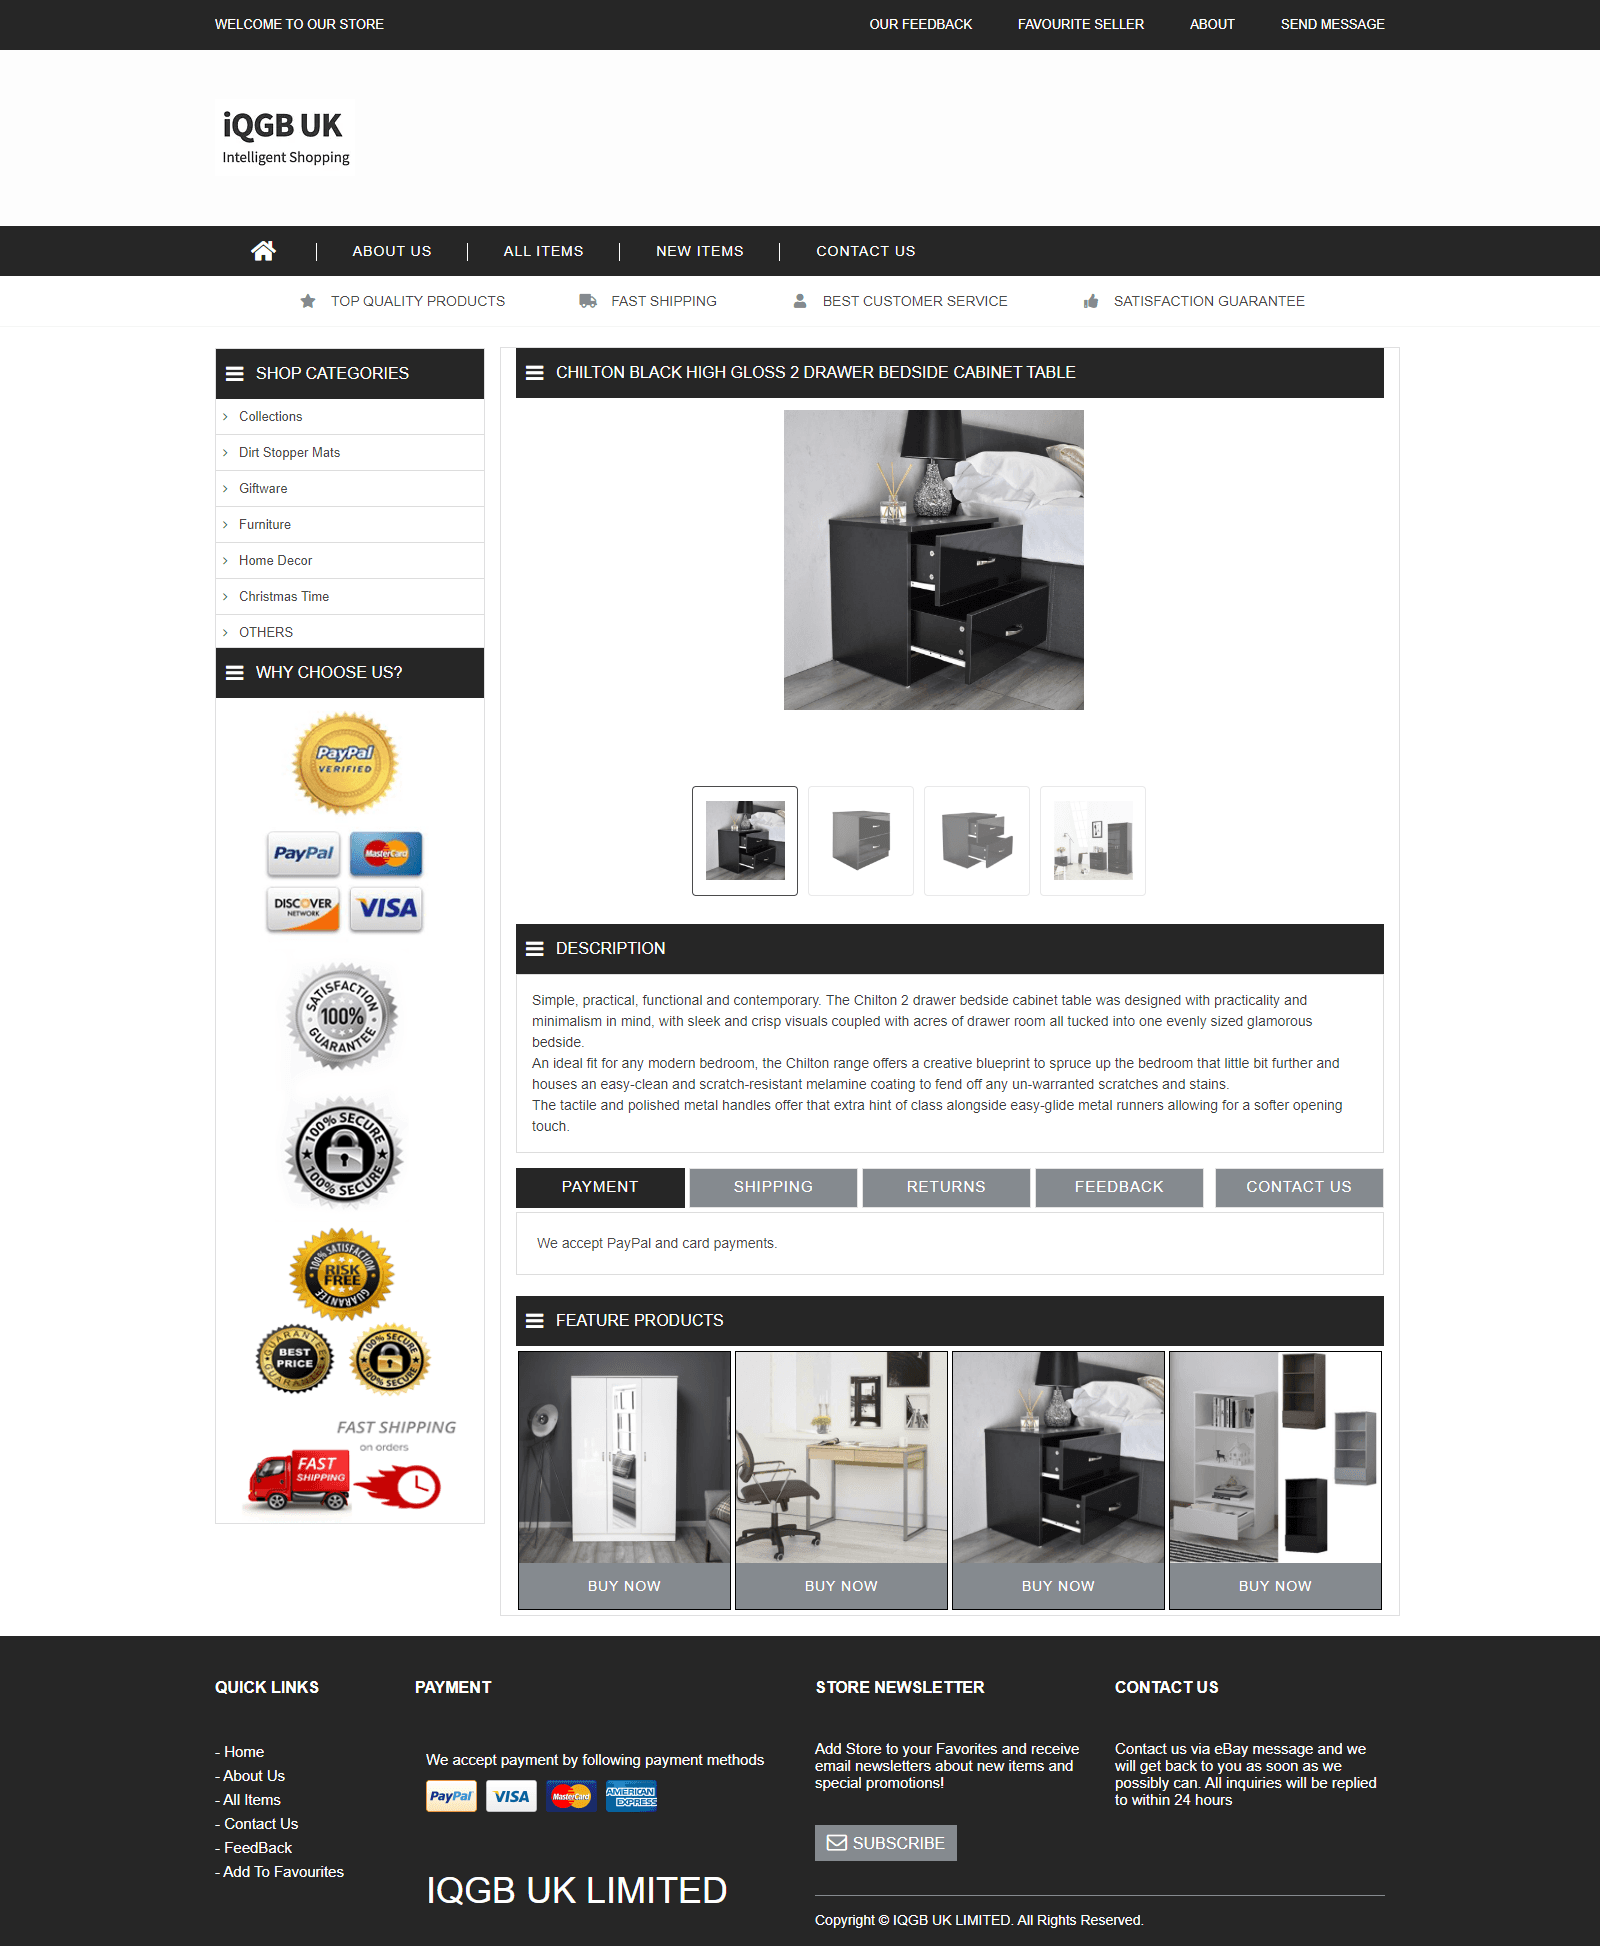 WELCOME TO OUR STORE
OUR FEEDBACK
FAVOURITE SELLER
ABOUT
SEND MESSAGE
iQGB UK
Intelligent Shopping
ABOUT US
ALL ITEMS
NEW ITEMS
CONTACT US
TOP QUALITY PRODUCTS
FAST SHIPPING
BEST CUSTOMER SERVICE
SATISFACTION GUARANTEE
SHOP CATEGORIES
Collections
Dirt Stopper Mats
Giftware
Furniture
Home Decor
Christmas Time
OTHERS
WHY CHOOSE US?
PayPal
VERIFIED
PayPal
MasterCard
DISCOVER
NETWORK
VISA
SATISFACTION
100%
GUARANTEE
100% SECURE
100% SECURE
100% SATISFACTION
RISK
FREE
GUARANTEE
GUARANTEE
BEST
PRICE
GUARANTEE
100% SECURE
100% SECURE
FAST SHIPPING
on orders
FAST
SHIPPING
CHILTON BLACK HIGH GLOSS 2 DRAWER BEDSIDE CABINET TABLE
DESCRIPTION
Simple, practical, functional and contemporary. The Chilton 2 drawer bedside cabinet table was designed with practicality and
minimalism in mind, with sleek and crisp visuals coupled with acres of drawer room all tucked into one evenly sized glamorous
bedside.
An ideal fit for any modern bedroom, the Chilton range offers a creative blueprint to spruce up the bedroom that little bit further and
houses an easy-clean and scratch-resistant melamine coating to fend off any un-warranted scratches and stains.
The tactile and polished metal handles offer that extra hint of class alongside easy-glide metal runners allowing for a softer opening
touch.
PAYMENT
SHIPPING
RETURNS
FEEDBACK
CONTACT US
We accept PayPal and card payments.
FEATURE PRODUCTS
BUY NOW
BUY NOW
BUY NOW
BUY NOW
QUICK LINKS
- Home
- About Us
- All Items
- Contact Us
- FeedBack
- Add To Favourites
PAYMENT
We accept payment by following payment methods
PayPal
VISA
MasterCard
AMERICAN
EXPRESS
IQGB UK LIMITED
STORE NEWSLETTER
Add Store to your Favorites and receive
email newsletters about new items and
special promotions!
SUBSCRIBE
CONTACT US
Contact us via eBay message and we
will get back to you as soon as we
possibly can. All inquiries will be replied
to within 24 hours
Copyright © IQGB UK LIMITED. All Rights Reserved.